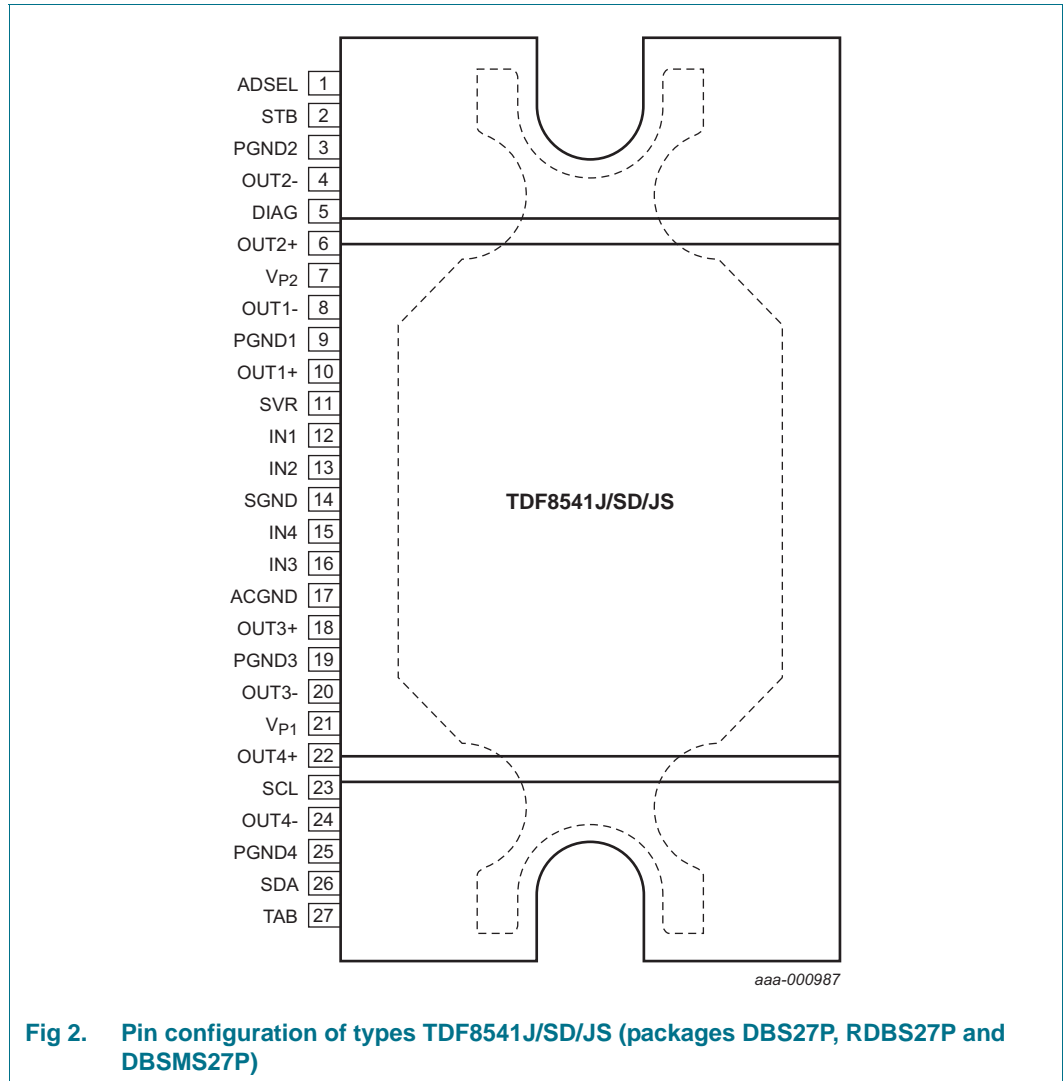 ADSEL 1
STB 2
PGND2 3
OUT2- 4
DIAG 5
OUT2+ 6
VP2 7
OUT1- 8
PGND1 9
OUT1+ 10
SVR 11
IN1 12
IN2 13
SGND 14
IN4 15
IN3 16
ACGND 17
OUT3+ 18
PGND3 19
OUT3- 20
VP1 21
OUT4+ 22
SCL 23
OUT4- 24
PGND4 25
SDA 26
TAB 27
TDF8541J/SD/JS
aaa-000987
Fig 2. Pin configuration of types TDF8541J/SD/JS (packages DBS27P, RDBS27P and
DBSMS27P)